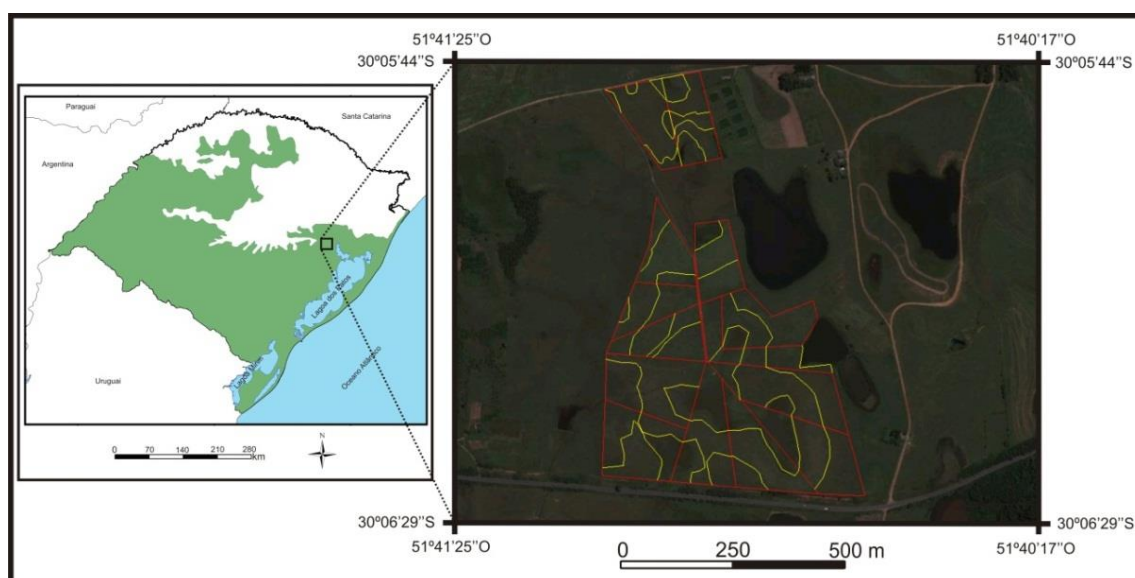 51º41'25''O
51º40'17''O
30º05'44''S
30º05'44''S
Paraguai
Santa Catarina
Argentina
Lagoa dos Patos
Lagoa Mirim
Oceano Atlântico
Uruguai
0 70 140 210 280
km
N
30º06'29''S
30º06'29''S
51º41'25''O
51º40'17''O
0 250 500 m